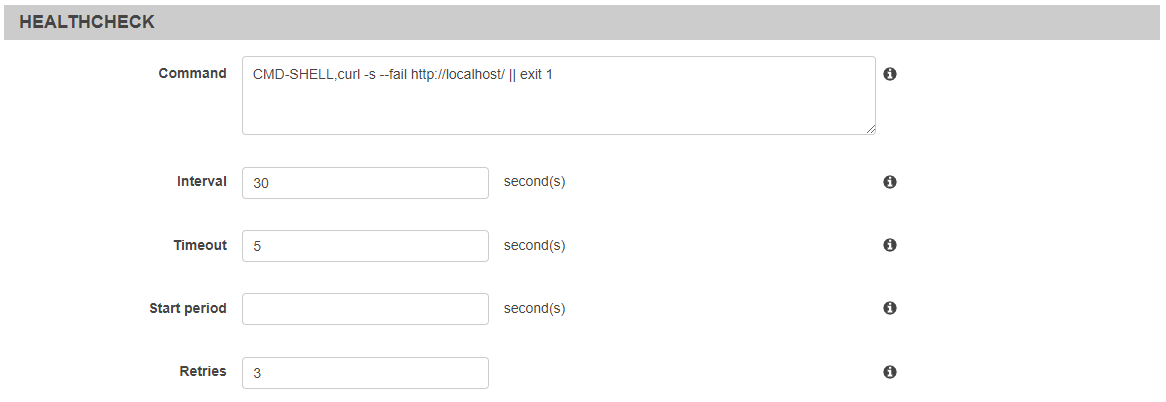 HEALTHCHECK
Command CMD-SHELL,curl -s --fail http://localhost/ || exit 1
Interval 30 second(s)
Timeout 5 second(s)
Start period second(s)
Retries 3